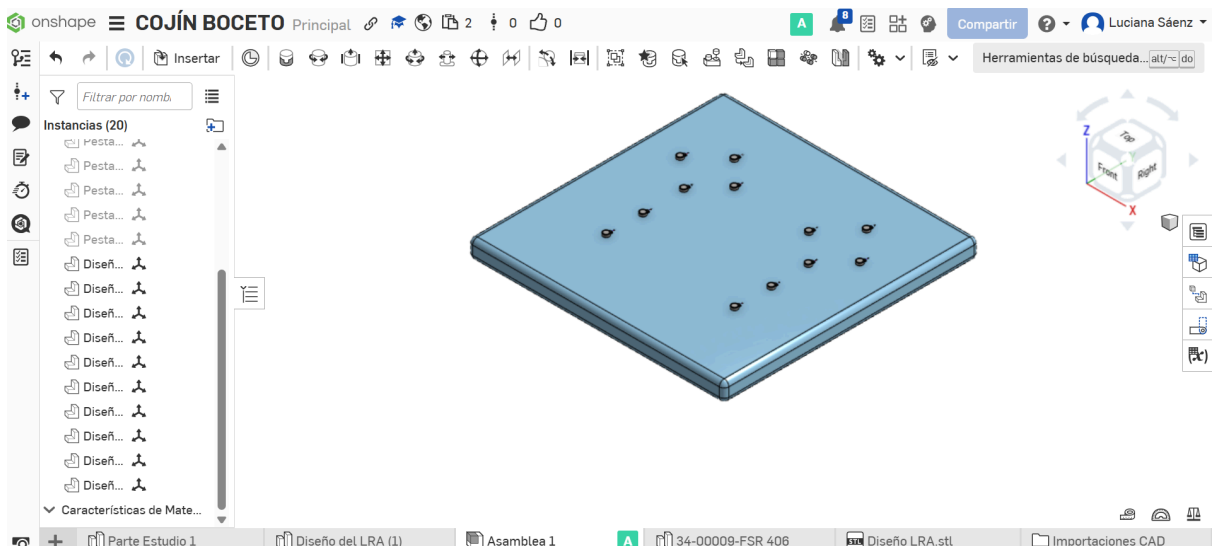 onshape COJÍN BOCETO Principal 2 0 0 A 8 Compartir Luciana Sáenz
Insertar Herramientas de búsqueda... alt/⌥ do
Filtrar por nomb
Instancias (20)
Pesta...
Pesta...
Pesta...
Pesta...
Pesta...
Diseñ...
Diseñ...
Diseñ...
Diseñ...
Diseñ...
Diseñ...
Diseñ...
Diseñ...
Diseñ...
Diseñ...
Características de Mate...
Z
Top
Front
Right
X
(x)
Parte Estudio 1 Diseño del LRA (1) Asamblea 1 A 34-00009-FSR 406 STL Diseño LRA.stl Importaciones CAD